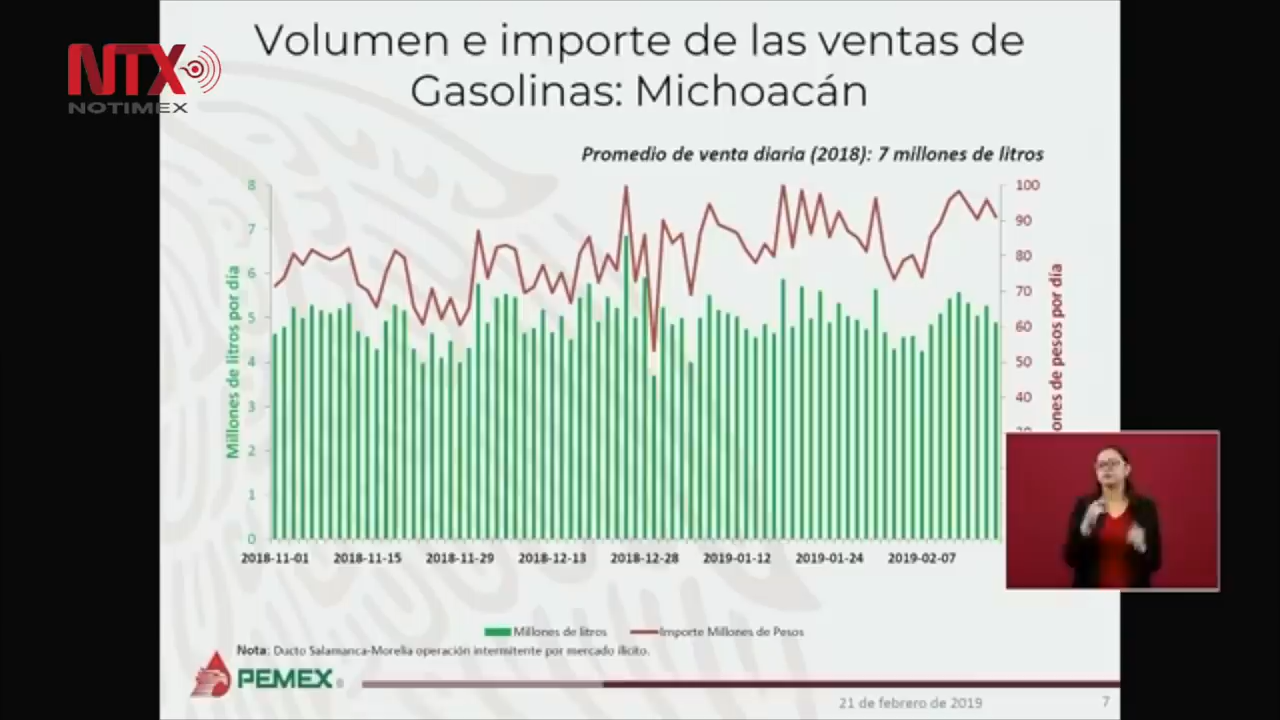 Volumen e importe de las ventas de
Gasolinas: Michoacán
NTX
NOTIMEX
Promedio de venta diaria (2018): 7 millones de litros
8
7
6
5
4
3
2
1
0
Millones de litros por día
100
90
80
70
60
50
40
de pesos por día
2018-11-01 2018-11-15 2018-11-29 2018-12-13 2018-12-28 2019-01-12 2019-01-24 2019-02-07
Millones de litros Importe Millones de Pesos
Nota: Ducto Salamanca-Morelia operación intermitente por mercado ilícito.
PEMEX
21 de febrero de 2019 7